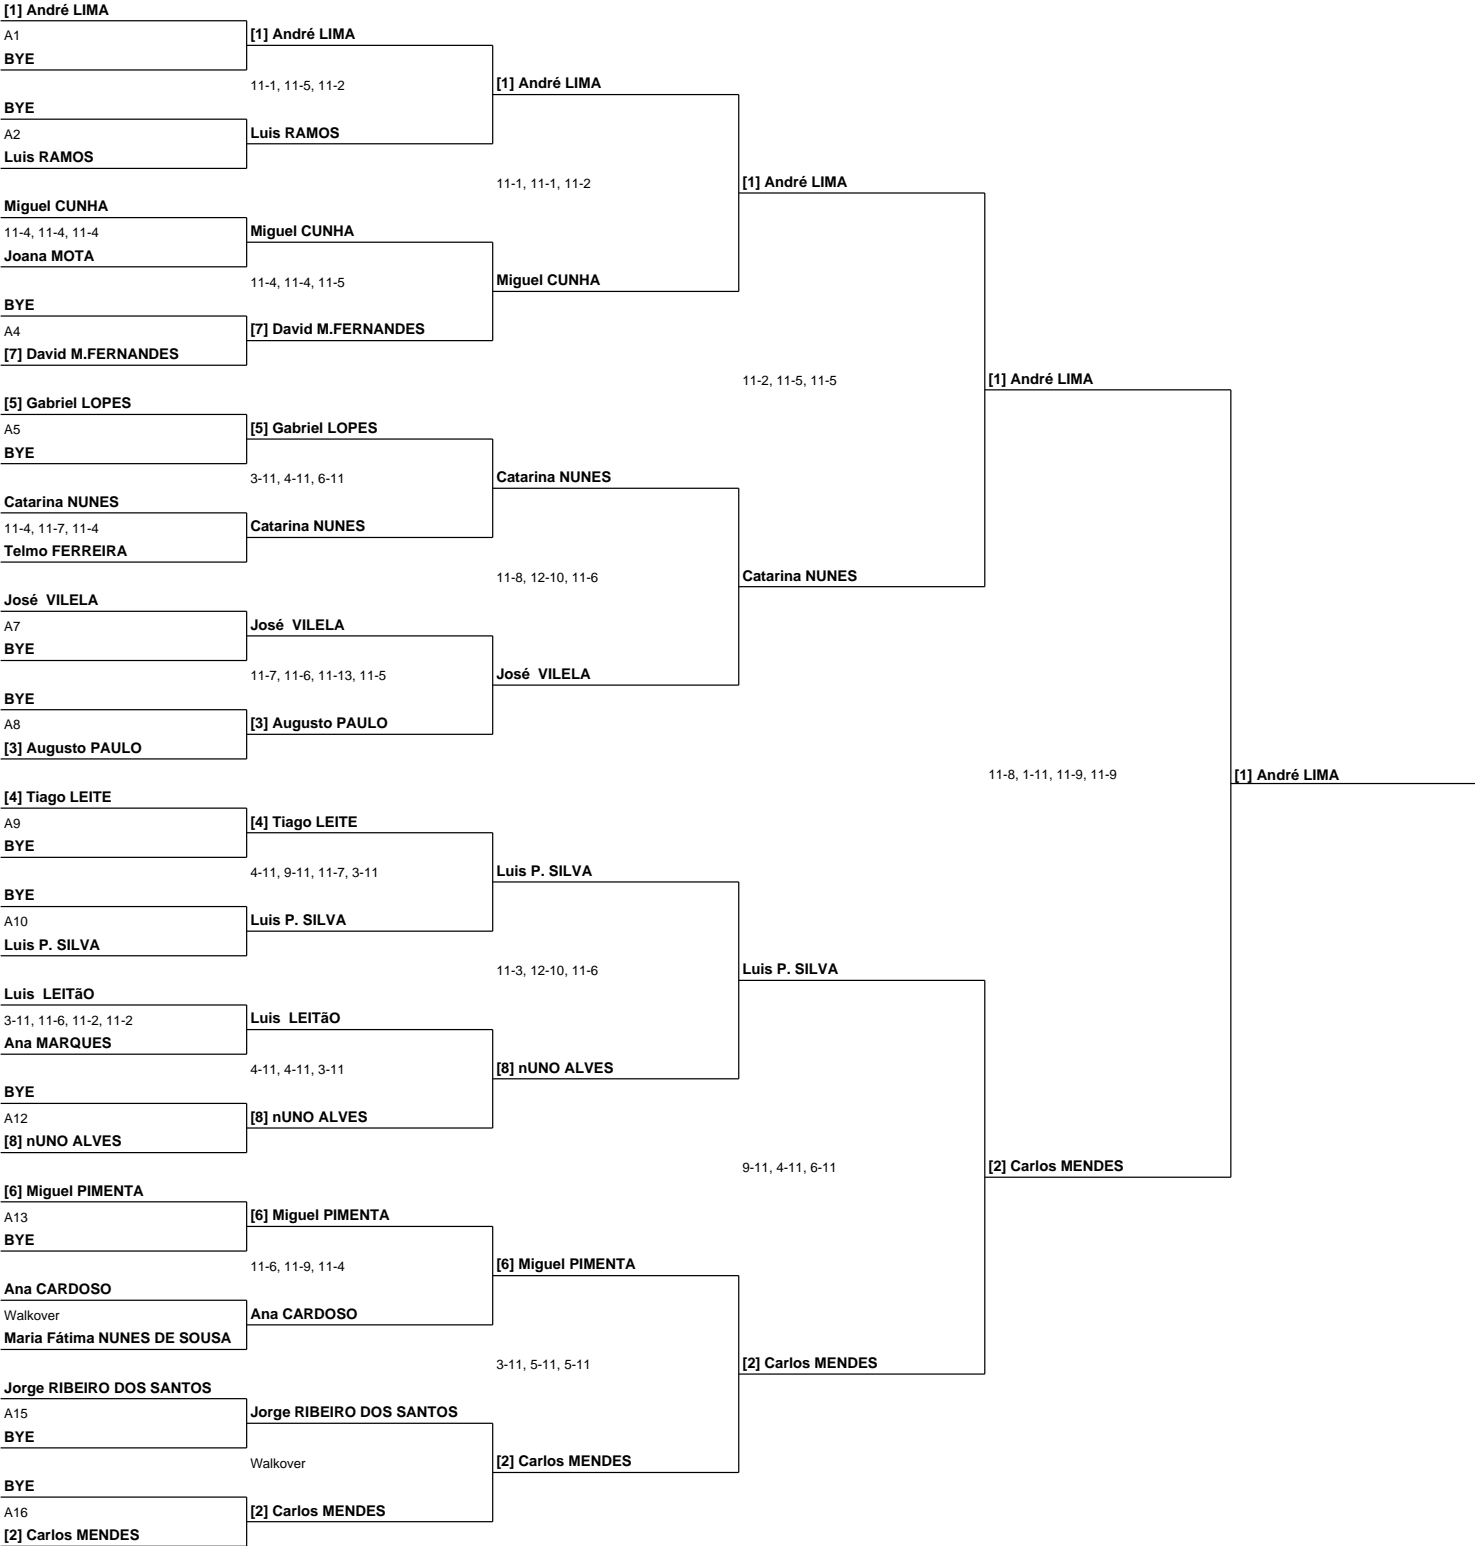 [1] André LIMA
A1
BYE
BYE
A2
Luis RAMOS
Miguel CUNHA
11-4, 11-4, 11-4
Joana MOTA
BYE
A4
[7] David M.FERNANDES
[5] Gabriel LOPES
A5
BYE
Catarina NUNES
11-4, 11-7, 11-4
Telmo FERREIRA
José  VILELA
A7
BYE
BYE
A8
[3] Augusto PAULO
[4] Tiago LEITE
A9
BYE
BYE
A10
Luis P. SILVA
Luis  LEITãO
3-11, 11-6, 11-2, 11-2
Ana MARQUES
BYE
A12
[8] nUNO ALVES
[6] Miguel PIMENTA
A13
BYE
Ana CARDOSO
Walkover
Maria Fátima NUNES DE SOUSA
Jorge RIBEIRO DOS SANTOS
A15
BYE
BYE
A16
[2] Carlos MENDES
[1] André LIMA
11-1, 11-5, 11-2
Luis RAMOS
Miguel CUNHA
11-4, 11-4, 11-5
[7] David M.FERNANDES
[5] Gabriel LOPES
3-11, 4-11, 6-11
Catarina NUNES
José  VILELA
11-7, 11-6, 11-13, 11-5
[3] Augusto PAULO
[4] Tiago LEITE
4-11, 9-11, 11-7, 3-11
Luis P. SILVA
Luis  LEITãO
4-11, 4-11, 3-11
[8] nUNO ALVES
[6] Miguel PIMENTA
11-6, 11-9, 11-4
Ana CARDOSO
Jorge RIBEIRO DOS SANTOS
Walkover
[2] Carlos MENDES
[1] André LIMA
11-1, 11-1, 11-2
Miguel CUNHA
Catarina NUNES
11-8, 12-10, 11-6
José  VILELA
Luis P. SILVA
11-3, 12-10, 11-6
[8] nUNO ALVES
[6] Miguel PIMENTA
3-11, 5-11, 5-11
[2] Carlos MENDES
[1] André LIMA
11-2, 11-5, 11-5
Catarina NUNES
Luis P. SILVA
9-11, 4-11, 6-11
[2] Carlos MENDES
[1] André LIMA
11-8, 1-11, 11-9, 11-9
[2] Carlos MENDES
[1] André LIMA